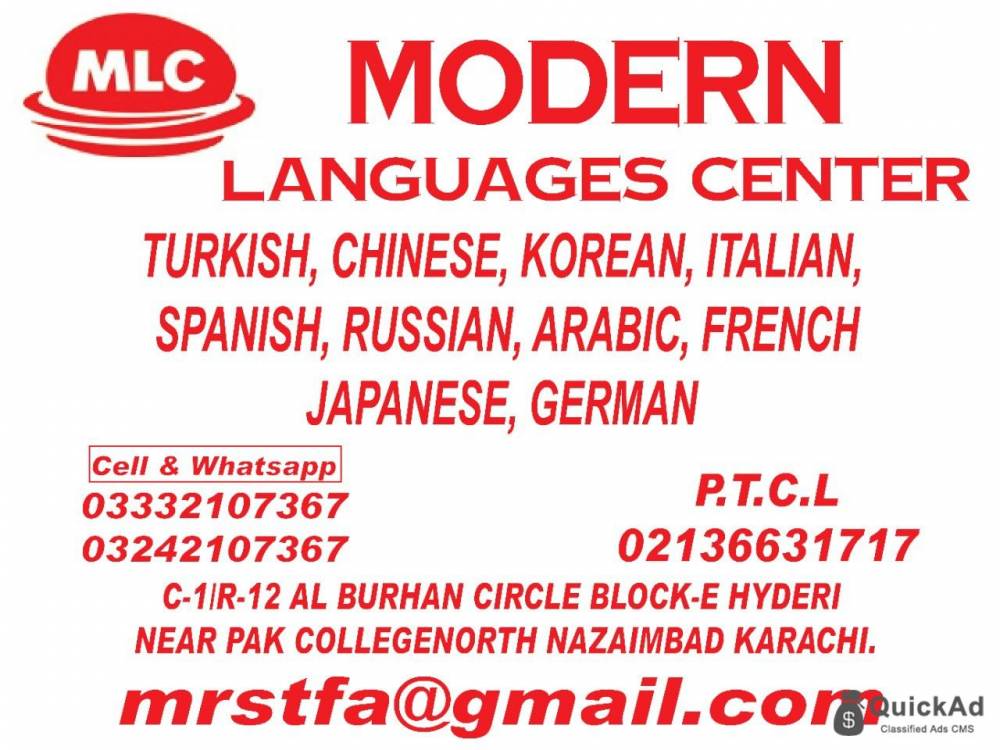 MLC
MODERN
LANGUAGES CENTER
TURKISH, CHINESE, KOREAN, ITALIAN,
SPANISH, RUSSIAN, ARABIC, FRENCH
JAPANESE, GERMAN
Cell & Whatsapp
03332107367
03242107367
P.T.C.L
02136631717
C-1/R-12 AL BURHAN CIRCLE BLOCK-E HYDERI
NEAR PAK COLLEGENORTH NAZAIMBAD KARACHI.
mrstfa@gmail.com
$ QuickAd
Classified Ads CMS